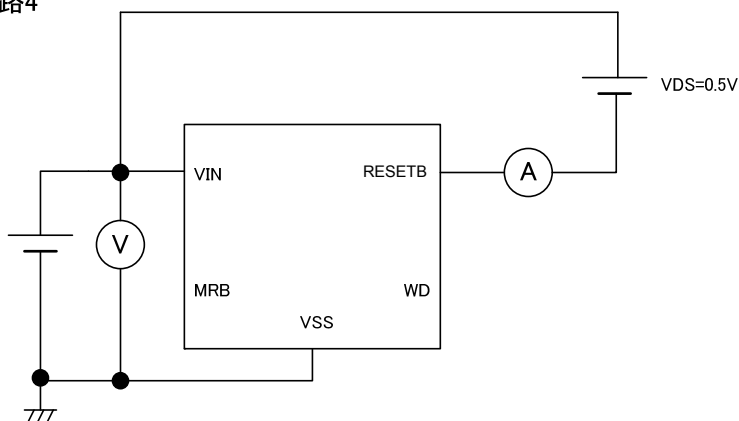 路4
VDS=0.5V
VIN
RESETB
A
V
MRB
WD
VSS